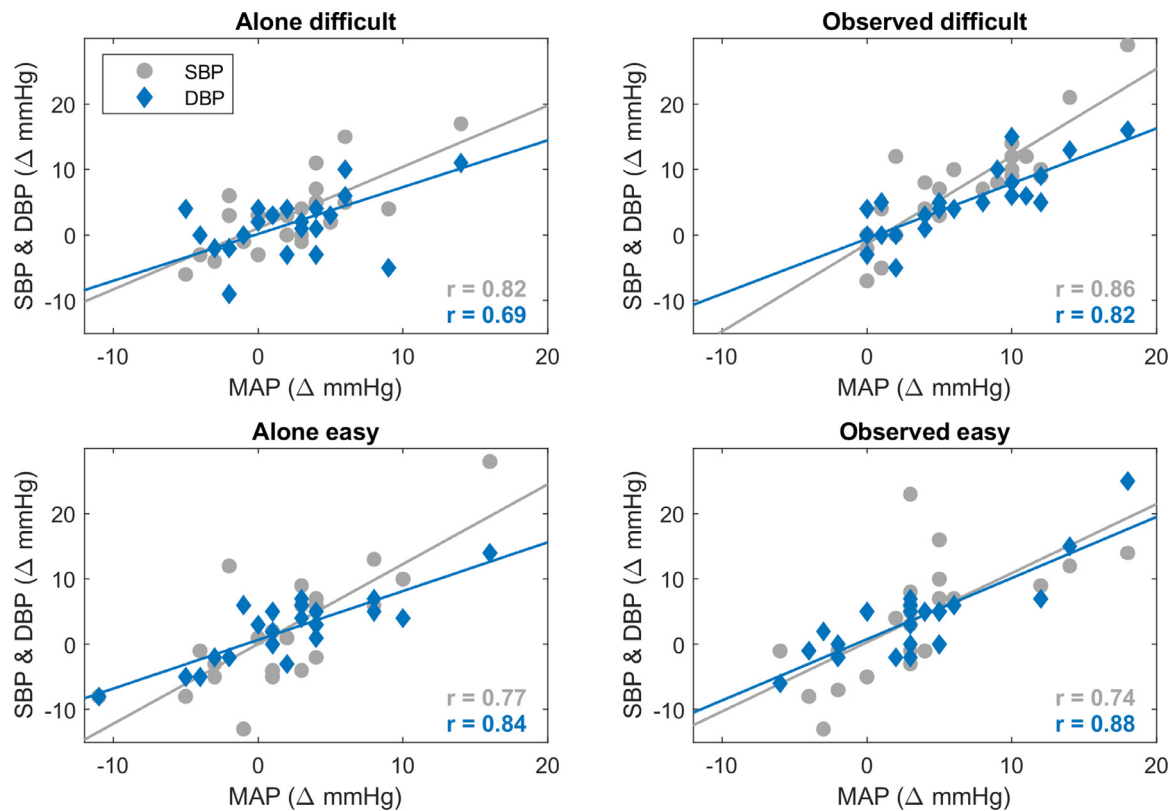 Alone difficult
SBP & DBP (Δ mmHg)
20
10
0
-10
SBP
DBP
r = 0.82
r = 0.69
-10 0 10 20
MAP (Δ mmHg)
Observed difficult
SBP & DBP (Δ mmHg)
20
10
0
-10
r = 0.86
r = 0.82
-10 0 10 20
MAP (Δ mmHg)
Alone easy
SBP & DBP (Δ mmHg)
20
10
0
-10
r = 0.77
r = 0.84
-10 0 10 20
MAP (Δ mmHg)
Observed easy
SBP & DBP (Δ mmHg)
20
10
0
-10
r = 0.74
r = 0.88
-10 0 10 20
MAP (Δ mmHg)